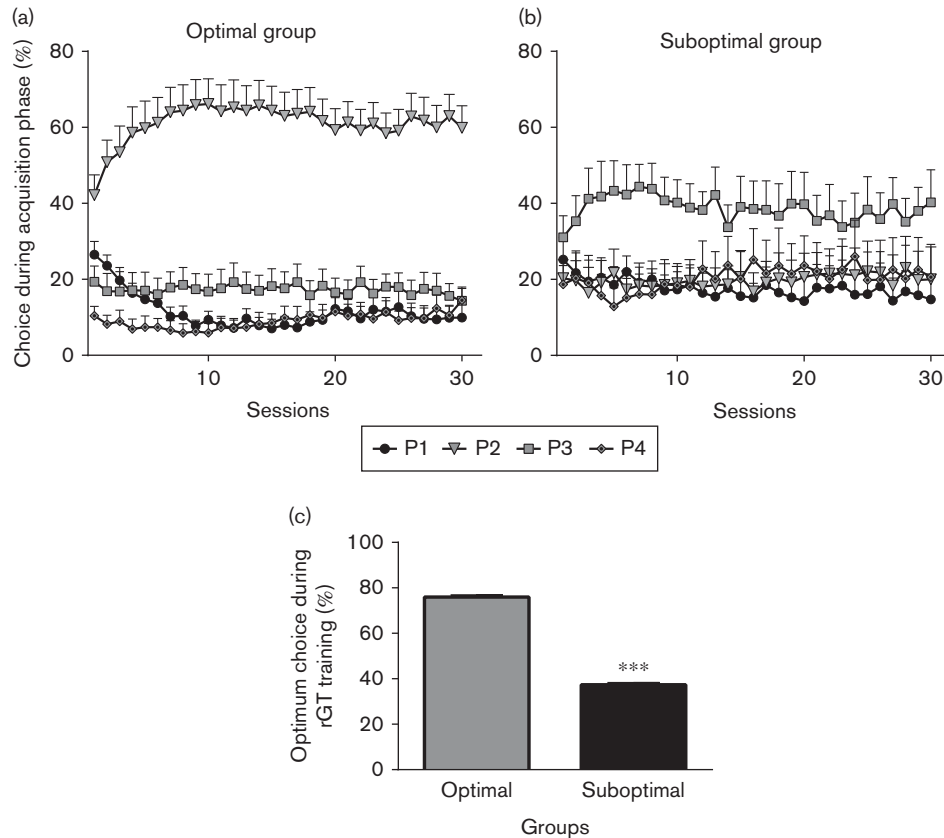 (a)
Optimal group
Choice during acquisition phase (%)
80
60
40
20
0
10
20
30
Sessions
(b)
Suboptimal group
80
60
40
20
0
10
20
30
Sessions
P1 P2 P3 P4
(c)
Optimum choice during
rGT training (%)
100
80
60
40
20
0
***
Optimal Suboptimal
Groups